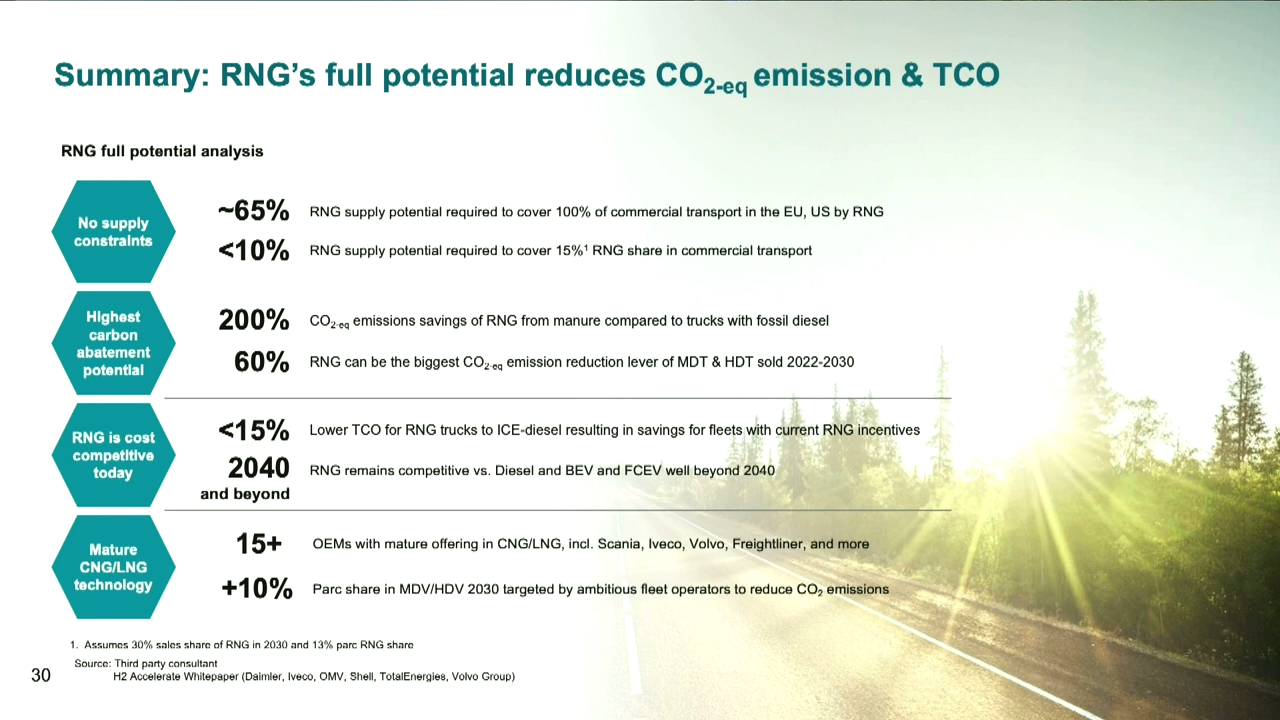 Summary: RNG’s full potential reduces CO2-eq emission & TCO
RNG full potential analysis
No supply
constraints
~65% RNG supply potential required to cover 100% of commercial transport in the EU, US by RNG
<10% RNG supply potential required to cover 15%¹ RNG share in commercial transport
Highest
carbon
abatement
potential
200% CO2-eq emissions savings of RNG from manure compared to trucks with fossil diesel
60% RNG can be the biggest CO2-eq emission reduction lever of MDT & HDT sold 2022-2030
RNG is cost
competitive
today
<15% Lower TCO for RNG trucks to ICE-diesel resulting in savings for fleets with current RNG incentives
2040 RNG remains competitive vs. Diesel and BEV and FCEV well beyond 2040
and beyond
Mature
CNG/LNG
technology
15+ OEMs with mature offering in CNG/LNG, incl. Scania, Iveco, Volvo, Freightliner, and more
+10% Parc share in MDV/HDV 2030 targeted by ambitious fleet operators to reduce CO2 emissions
1. Assumes 30% sales share of RNG in 2030 and 13% parc RNG share
Source: Third party consultant
H2 Accelerate Whitepaper (Daimler, Iveco, OMV, Shell, TotalEnergies, Volvo Group)
30